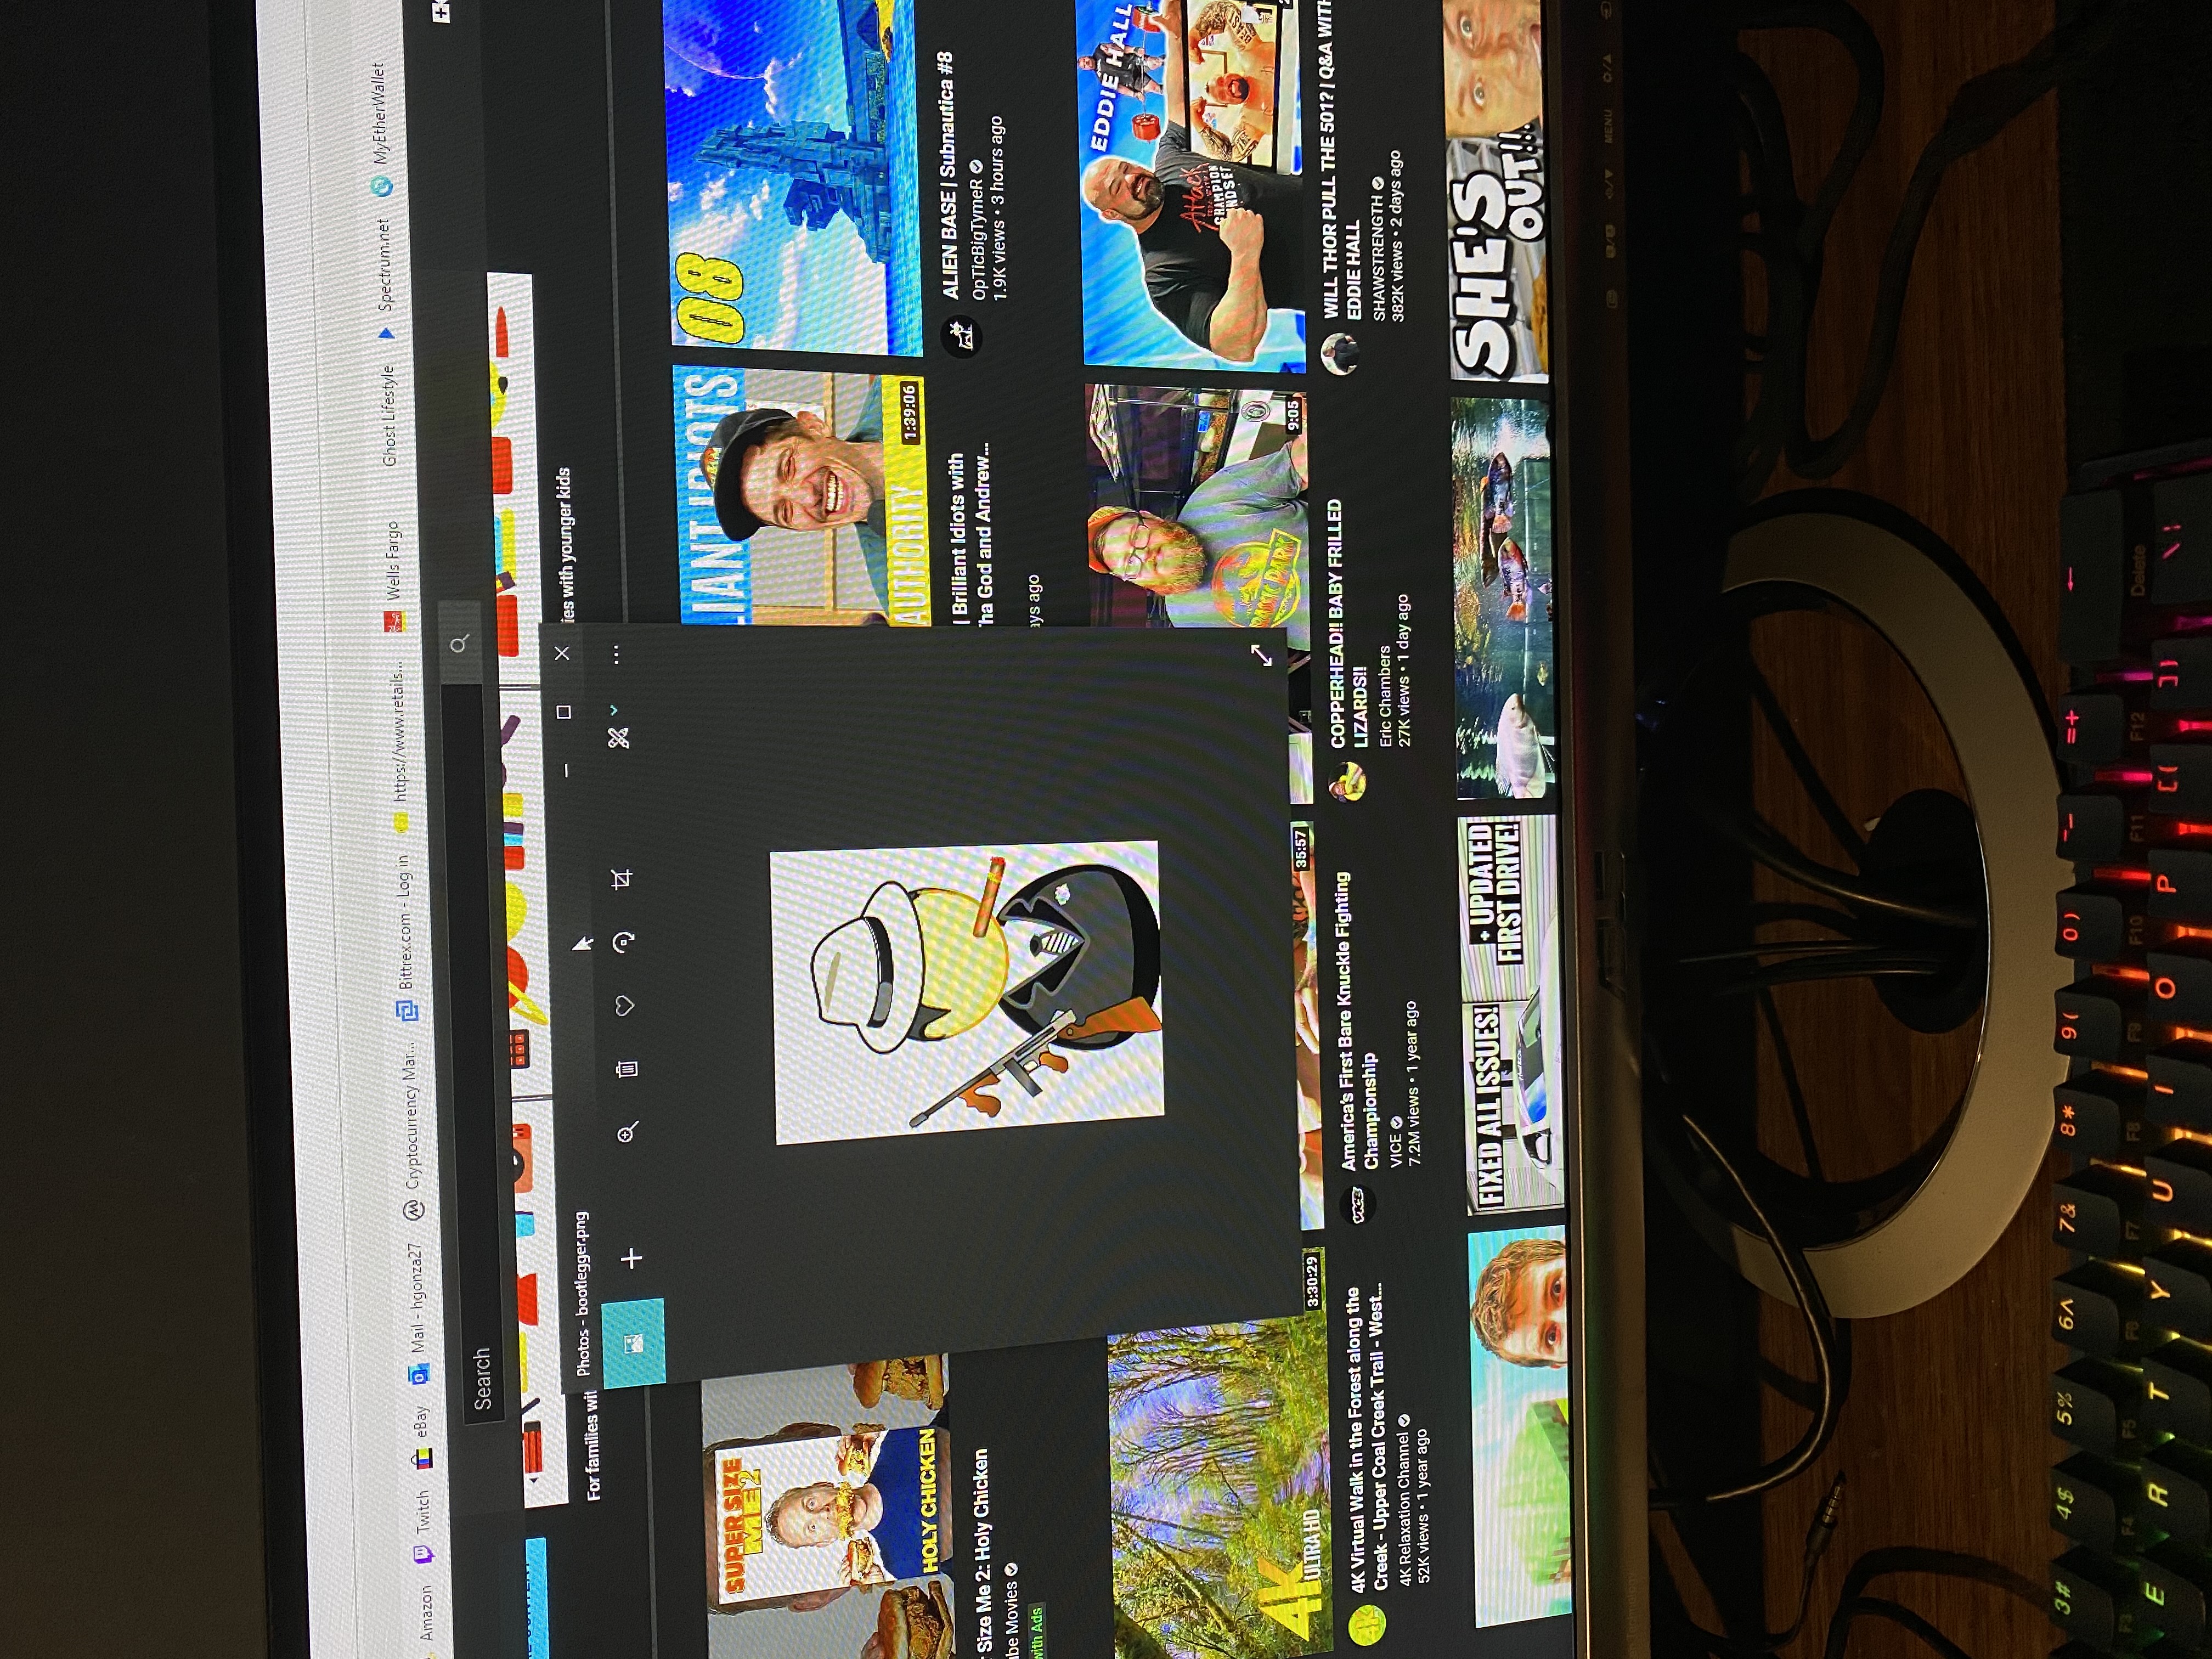 Amazon Twitch eBay Mail - hgonza27 Cryptocurrency Mar... Bittrex.com - Log in https://www.retails... Wells Fargo Ghost Lifestyle Spectrum.net MyEtherWallet
Search
For families wit
ies with younger kids
Photos - bootlegger.png
SUPER SIZE
ME 2
HOLY CHICKEN
LIANT IDIOTS
AUTHORITY
1:39:06
08
Size Me 2: Holy Chicken
be Movies
with Ads
| Brilliant Idiots with
ha God and Andrew...
ays ago
ALIEN BASE | Subnautica #8
OpTicBigTymeR
1.9K views • 3 hours ago
4K
ULTRA HD
3:30:29
35:57
9:05
EDDIE HALL
Attack
CHAMPION
4K Virtual Walk in the Forest along the
Creek - Upper Coal Creek Trail - West...
4K Relaxation Channel
52K views • 1 year ago
VICE
America's First Bare Knuckle Fighting
Championship
VICE
7.2M views • 1 year ago
COPPERHEAD!! BABY FRILLED
LIZARDS!!
Eric Chambers
27K views • 1 day ago
WILL THOR PULL THE 501? | Q&A WITH
EDDIE HALL
SHAWSTRENGTH
382K views • 2 days ago
FIXED ALL ISSUES!
+ UPDATED
FIRST DRIVE!
SHE'S
OUT!!!
MENU
3# 4$ 5% 6^ 7& 8* 9( 0) -_ =+ ←
F3 F4 F5 F6 F7 F8 F9 F10 F11 F12 Delete
E R T Y U I O P [{ ]} \|